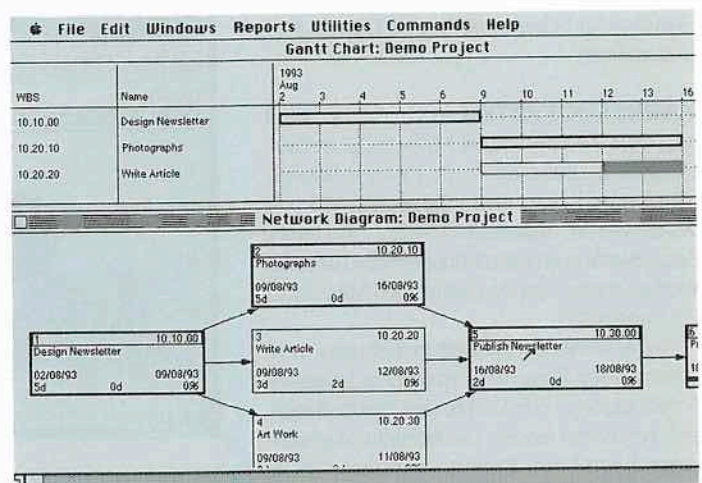 File Edit Windows Reports Utilities Commands Help
Gantt Chart: Demo Project
1993
Aug
WBS Name 2 3 4 5 6 9 10 11 12 13 16
10.10.00 Design Newsletter
10.20.10 Photographs
10.20.20 Write Article
Network Diagram: Demo Project
2 10.20.10
Photographs
09/08/93 16/08/93
5d 0d 0%
1 10.10.00
Design Newsletter
02/08/93 09/08/93
5d 0d 0%
3 10.20.20
Write Article
09/08/93 12/08/93
3d 2d 0%
5 10.30.00
Publish Newsletter
16/08/93 18/08/93
2d 0d 0%
4 10.20.30
Art Work
09/08/93 11/08/93